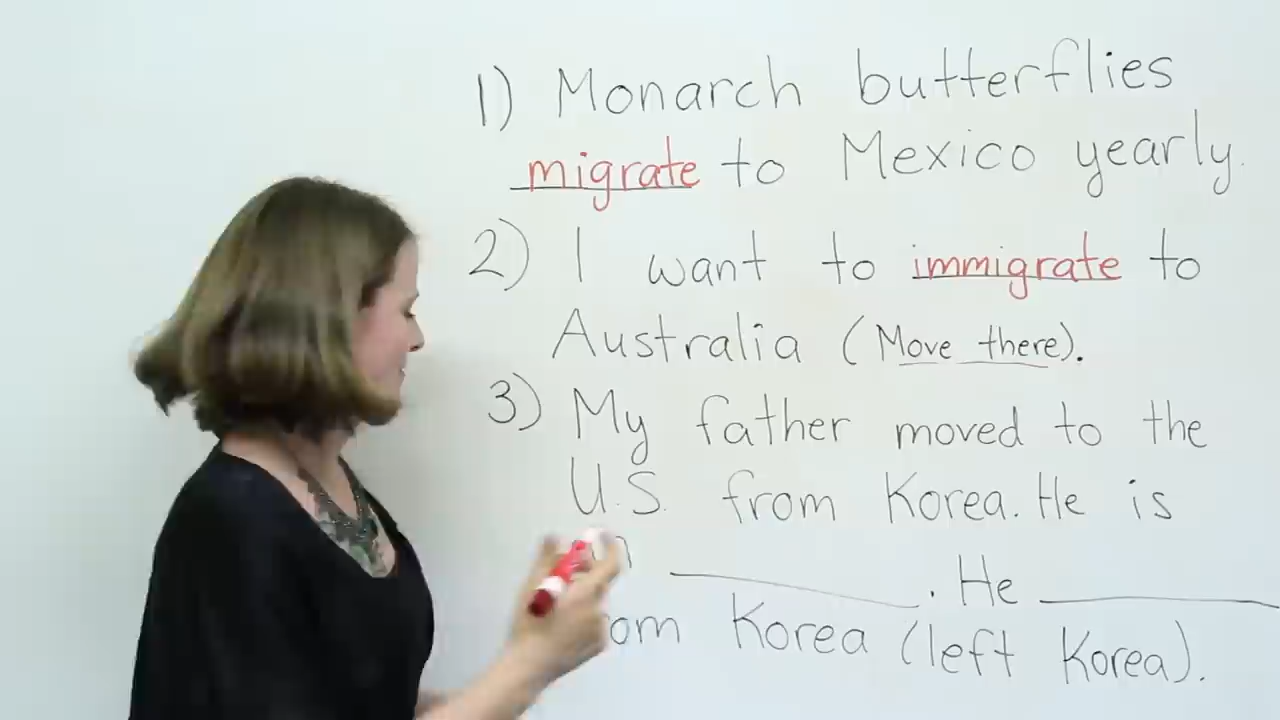 1) Monarch butterflies
migrate to Mexico yearly.
2) I want to immigrate to
Australia (Move there).
3) My father moved to the
U.S. from Korea. He is
. He
Korea (left Korea).